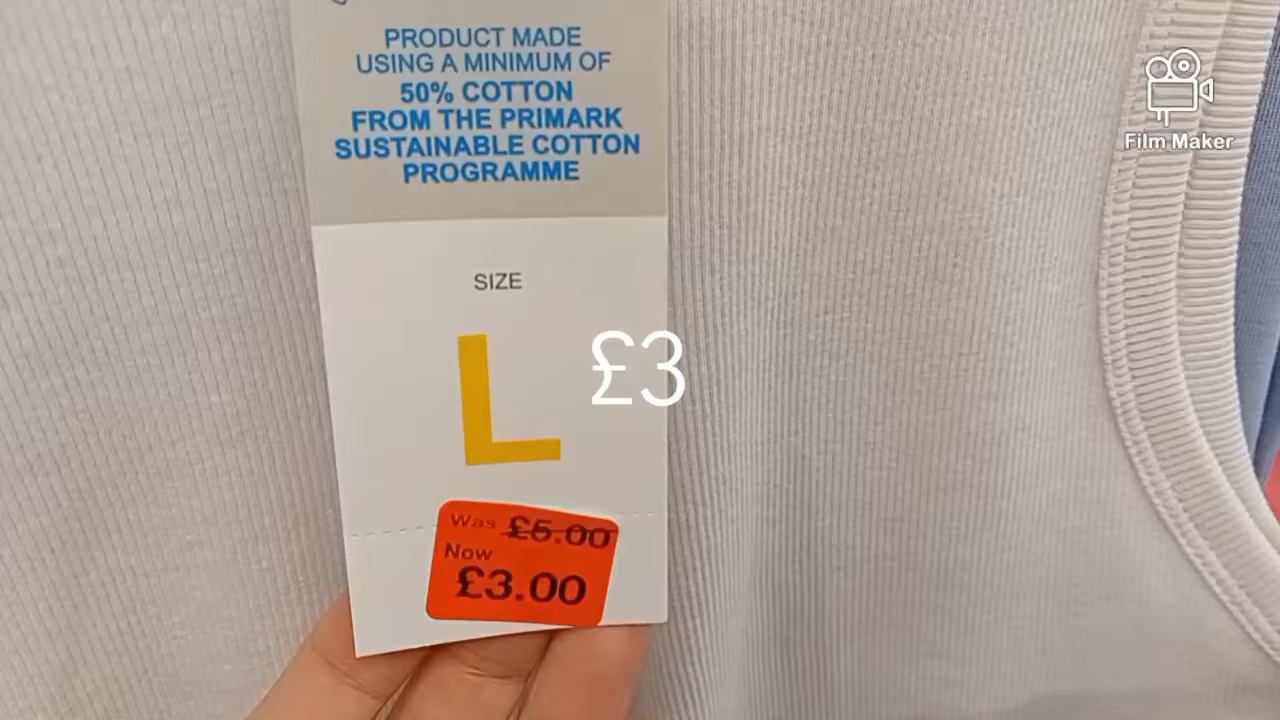 PRODUCT MADE
USING A MINIMUM OF
50% COTTON
FROM THE PRIMARK
SUSTAINABLE COTTON
PROGRAMME
SIZE
L
£3
Was £5.00
Now
£3.00
Film Maker